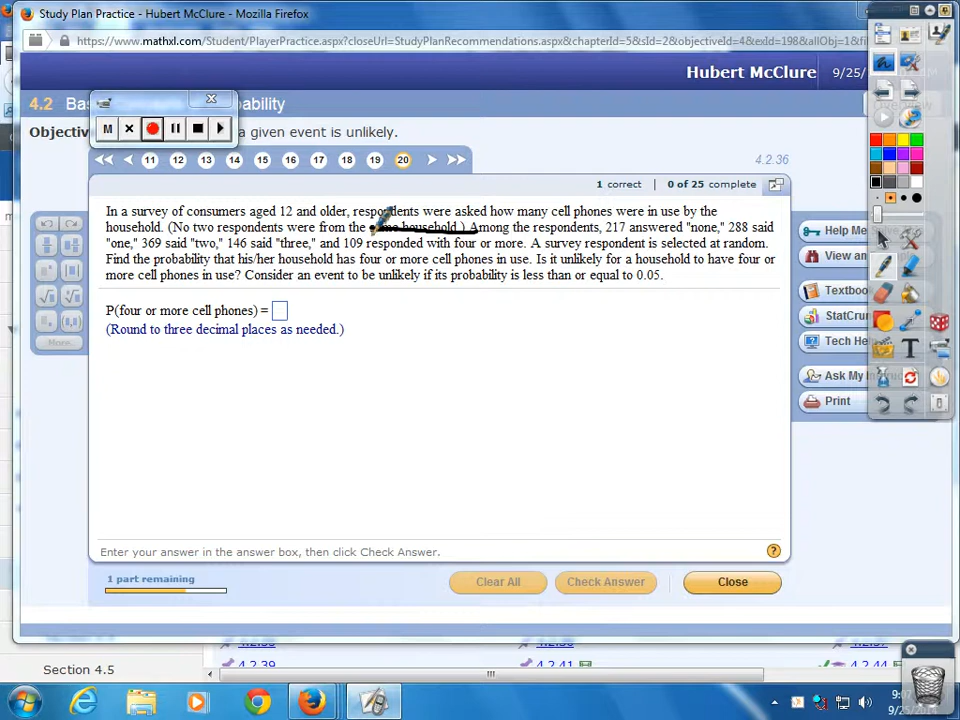 Study Plan Practice - Hubert McClure - Mozilla Firefox
https://www.mathxl.com/Student/PlayerPractice.aspx?closeUrl=StudyPlanRecommendations.aspx&chapterId=5&sId=2&objectiveId=4&exId=198&allObj=1&fi
Hubert McClure
9/25/
4.2
a given event is unlikely.
11 12 13 14 15 16 17 18 19 20
4.2.36
1 correct
0 of 25 complete
In a survey of consumers aged 12 and older, respondents were asked how many cell phones were in use by the
household. (No two respondents were from the household.) Among the respondents, 217 answered "none," 288 said
"one," 369 said "two," 146 said "three," and 109 responded with four or more. A survey respondent is selected at random.
Find the probability that his/her household has four or more cell phones in use. Is it unlikely for a household to have four or
more cell phones in use? Consider an event to be unlikely if its probability is less than or equal to 0.05.
P(four or more cell phones) =
(Round to three decimal places as needed.)
Help Me
View an
Textboo
StatCru
Tech Hel
Ask My
Print
More..
Enter your answer in the answer box, then click Check Answer.
?
1 part remaining
Clear All
Check Answer
Close
Section 4.5
4.2.39
4.2.41
4.2.44
9/25/